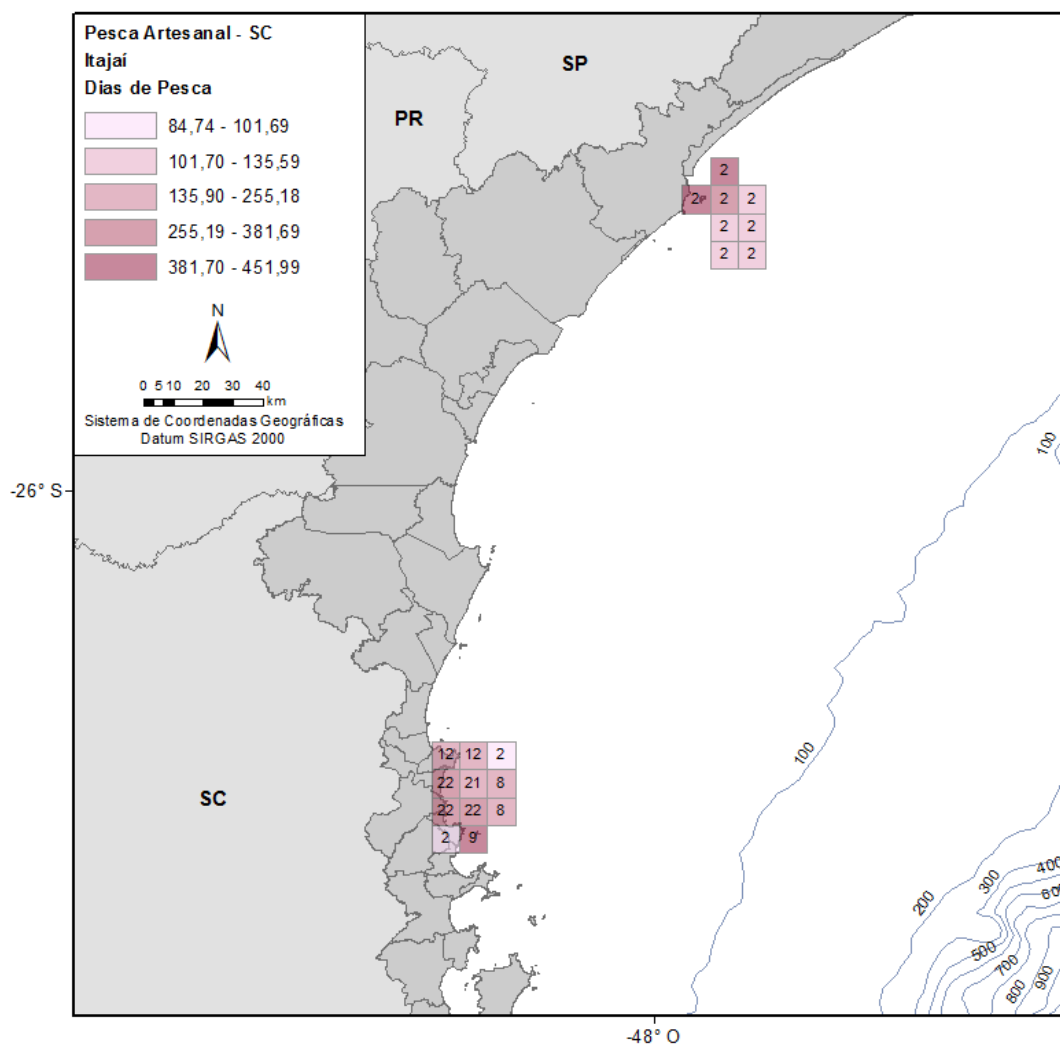 Pesca Artesanal - SC
Itajaí
Dias de Pesca
84,74 - 101,69
101,70 - 135,59
135,90 - 255,18
255,19 - 381,69
381,70 - 451,99
N
0 5 10 20 30 40
km
Sistema de Coordenadas Geográficas
Datum SIRGAS 2000
SP
PR
2
2 2 2
2 2
2 2
100
-26° S
100
12 12 2
22 21 8
22 22 8
2 9
SC
200
300
400
500
700
800
900
-48° O